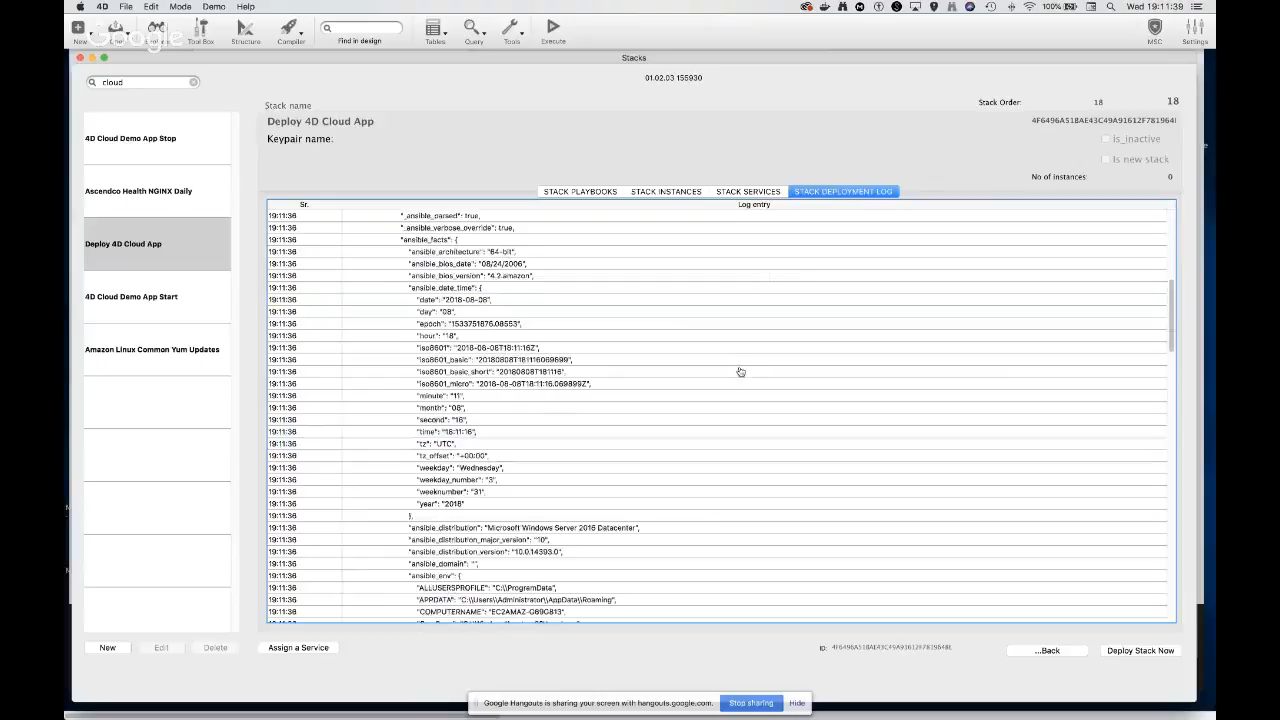 4D File Edit Mode Demo Help
100% Wed 19:11:39
Google
New
Tool Box
Structure
Compiler
Find in design
Tables
Query
Tools
Execute
MSC
Settings
Stacks
cloud
01.02.03 155930
Stack name
Stack Order: 18 18
Deploy 4D Cloud App
4F6496A51BAE43C49A91612F781964
Keypair name:
is_inactive
Is new stack
No of instances: 0
4D Cloud Demo App Stop
Ascendco Health NGINX Daily
Deploy 4D Cloud App
4D Cloud Demo App Start
Amazon Linux Common Yum Updates
STACK PLAYBOOKS STACK INSTANCES STACK SERVICES STACK DEPLOYMENT LOG
Sr. Log entry
19:11:36 "_ansible_parsed": true,
19:11:36 "_ansible_verbose_override": true,
19:11:36 "ansible_facts": {
19:11:36 "ansible_architecture": "64-bit",
19:11:36 "ansible_bios_date": "08/24/2006",
19:11:36 "ansible_bios_version": "4.2.amazon",
19:11:36 "ansible_date_time": {
19:11:36 "date": "2018-08-08",
19:11:36 "day": "08",
19:11:36 "epoch": "1533751876.08553",
19:11:36 "hour": "18",
19:11:36 "iso8601": "2018-08-08T18:11:16Z",
19:11:36 "iso8601_basic": "20180808T181116069899",
19:11:36 "iso8601_basic_short": "20180808T181116",
19:11:36 "iso8601_micro": "2018-08-08T18:11:16.069899Z",
19:11:36 "minute": "11",
19:11:36 "month": "08",
19:11:36 "second": "16",
19:11:36 "time": "18:11:16",
19:11:36 "tz": "UTC",
19:11:36 "tz_offset": "+00:00",
19:11:36 "weekday": "Wednesday",
19:11:36 "weekday_number": "3",
19:11:36 "weeknumber": "31",
19:11:36 "year": "2018"
19:11:36 },
19:11:36 "ansible_distribution": "Microsoft Windows Server 2016 Datacenter",
19:11:36 "ansible_distribution_major_version": "10",
19:11:36 "ansible_distribution_version": "10.0.14393.0",
19:11:36 "ansible_domain": "",
19:11:36 "ansible_env": {
19:11:36 "ALLUSERSPROFILE": "C:\\ProgramData",
19:11:36 "APPDATA": "C:\\Users\\Administrator\\AppData\\Roaming",
19:11:36 "COMPUTERNAME": "EC2AMAZ-G69G813",
New Edit Delete Assign a Service
ID: 4F6496A51BAE43C49A91612F7819648E
...Back Deploy Stack Now
Google Hangouts is sharing your screen with hangouts.google.com. Stop sharing Hide